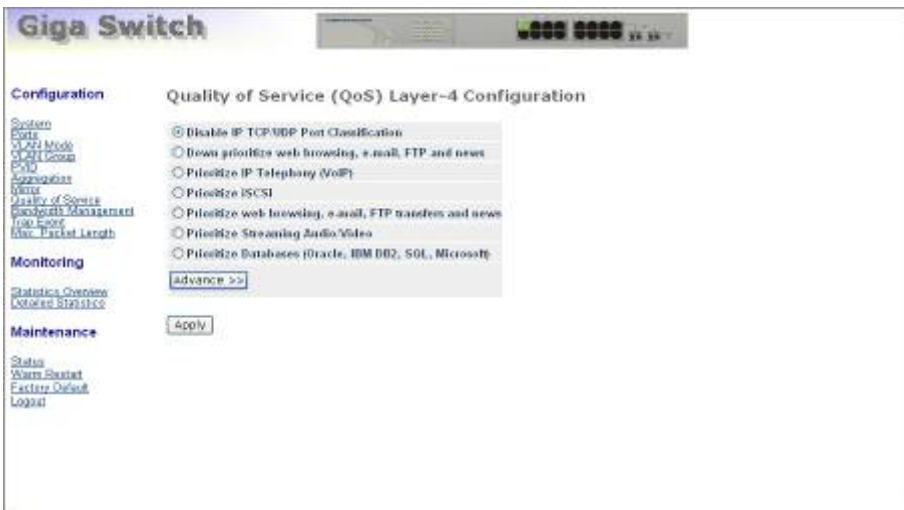 Giga Switch
Configuration
System
Ports
VLAN Mode
VLAN Group
PVID
Aggregation
Mirror
Quality of Service
Bandwidth Management
Trap Event
Max. Packet Length
Monitoring
Statistics Overview
Detailed Statistics
Maintenance
Status
Warm Restart
Factory Default
Logout
Quality of Service (QoS) Layer-4 Configuration
Disable IP TCP/UDP Port Classification
Down prioritize web browsing, e-mail, FTP and news
Prioritize IP Telephony (VoIP)
Prioritize iSCSI
Prioritize web browsing, e-mail, FTP transfers and news
Prioritize Streaming Audio/Video
Prioritize Databases (Oracle, IBM DB2, SQL, Microsoft)
Advance >>
Apply